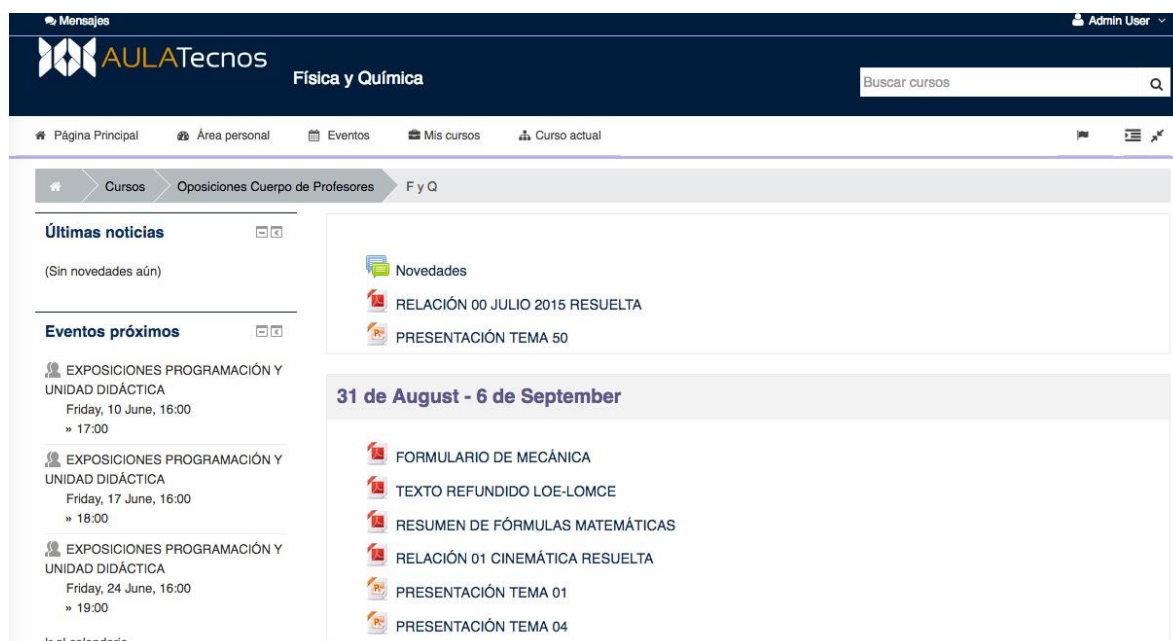 Mensajes
Admin User
AULATecnos
Física y Química
Buscar cursos
Página Principal
Área personal
Eventos
Mis cursos
Curso actual
Cursos
Oposiciones Cuerpo de Profesores
F y Q
Últimas noticias
(Sin novedades aún)
Eventos próximos
EXPOSICIONES PROGRAMACIÓN Y
UNIDAD DIDÁCTICA
Friday, 10 June, 16:00
» 17:00
EXPOSICIONES PROGRAMACIÓN Y
UNIDAD DIDÁCTICA
Friday, 17 June, 16:00
» 18:00
EXPOSICIONES PROGRAMACIÓN Y
UNIDAD DIDÁCTICA
Friday, 24 June, 16:00
» 19:00
Novedades
RELACIÓN 00 JULIO 2015 RESUELTA
PRESENTACIÓN TEMA 50
31 de August - 6 de September
FORMULARIO DE MECÁNICA
TEXTO REFUNDIDO LOE-LOMCE
RESUMEN DE FÓRMULAS MATEMÁTICAS
RELACIÓN 01 CINEMÁTICA RESUELTA
PRESENTACIÓN TEMA 01
PRESENTACIÓN TEMA 04